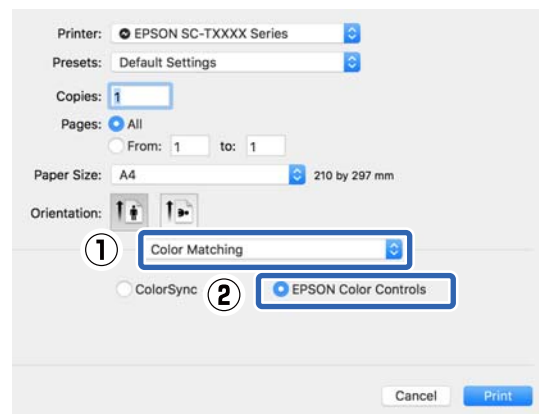 Printer: EPSON SC-TXXXX Series
Presets: Default Settings
Copies: 1
Pages: All
From: 1 to: 1
Paper Size: A4 210 by 297 mm
Orientation:
① Color Matching
ColorSync ② EPSON Color Controls
Cancel Print